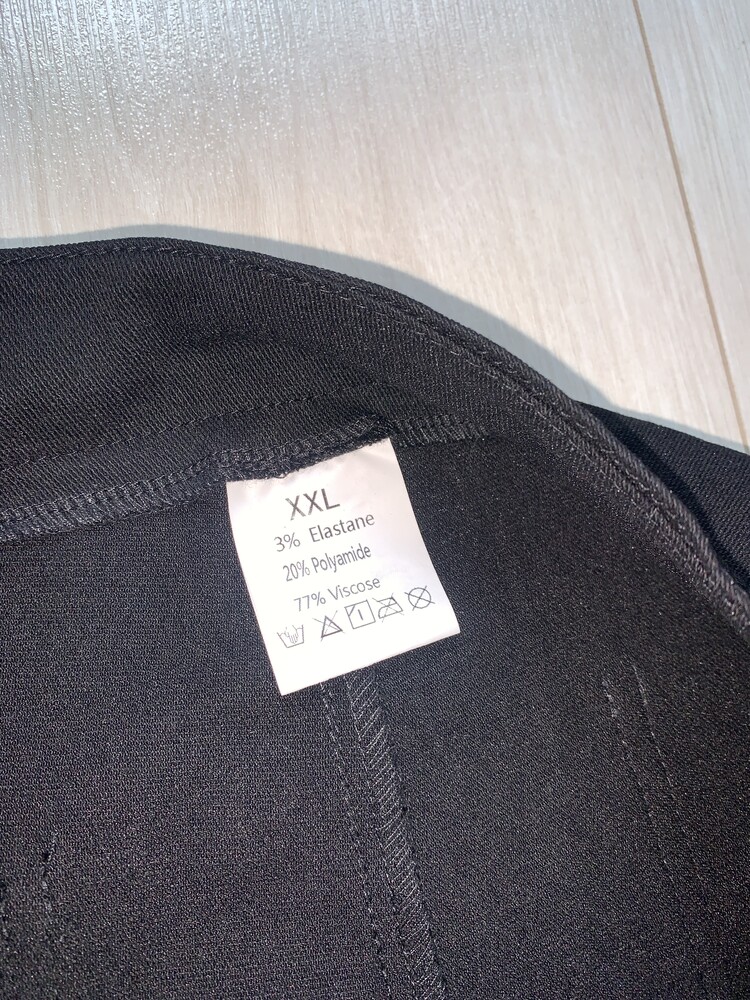 XXL
3% Elastane
20% Polyamide
77% Viscose